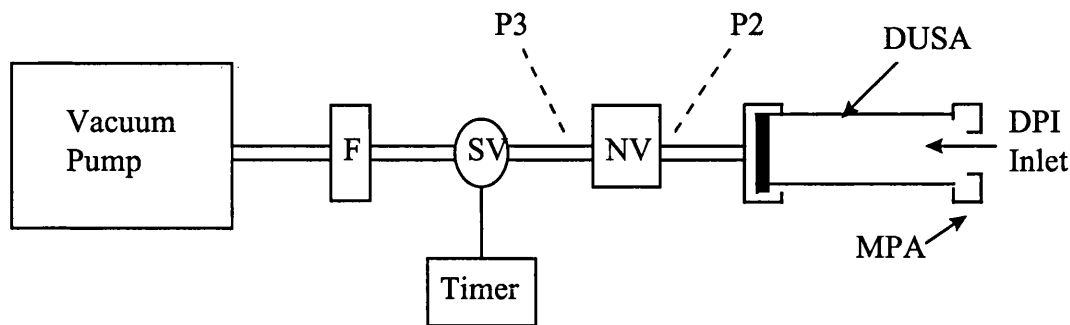 P3
P2
DUSA
Vacuum
Pump
F
SV
NV
DPI
Inlet
MPA
Timer